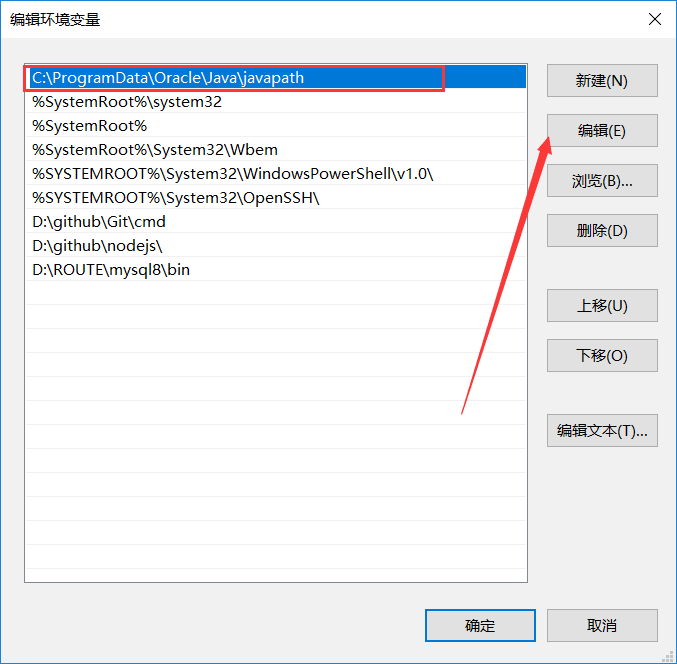 编辑环境变量
C:\ProgramData\Oracle\Java\javapath
%SystemRoot%\system32
%SystemRoot%
%SystemRoot%\System32\Wbem
%SYSTEMROOT%\System32\WindowsPowerShell\v1.0\
%SYSTEMROOT%\System32\OpenSSH\
D:\github\Git\cmd
D:\github\nodejs\
D:\ROUTE\mysql8\bin
新建(N)
编辑(E)
浏览(B)...
删除(D)
上移(U)
下移(O)
编辑文本(T)...
确定
取消